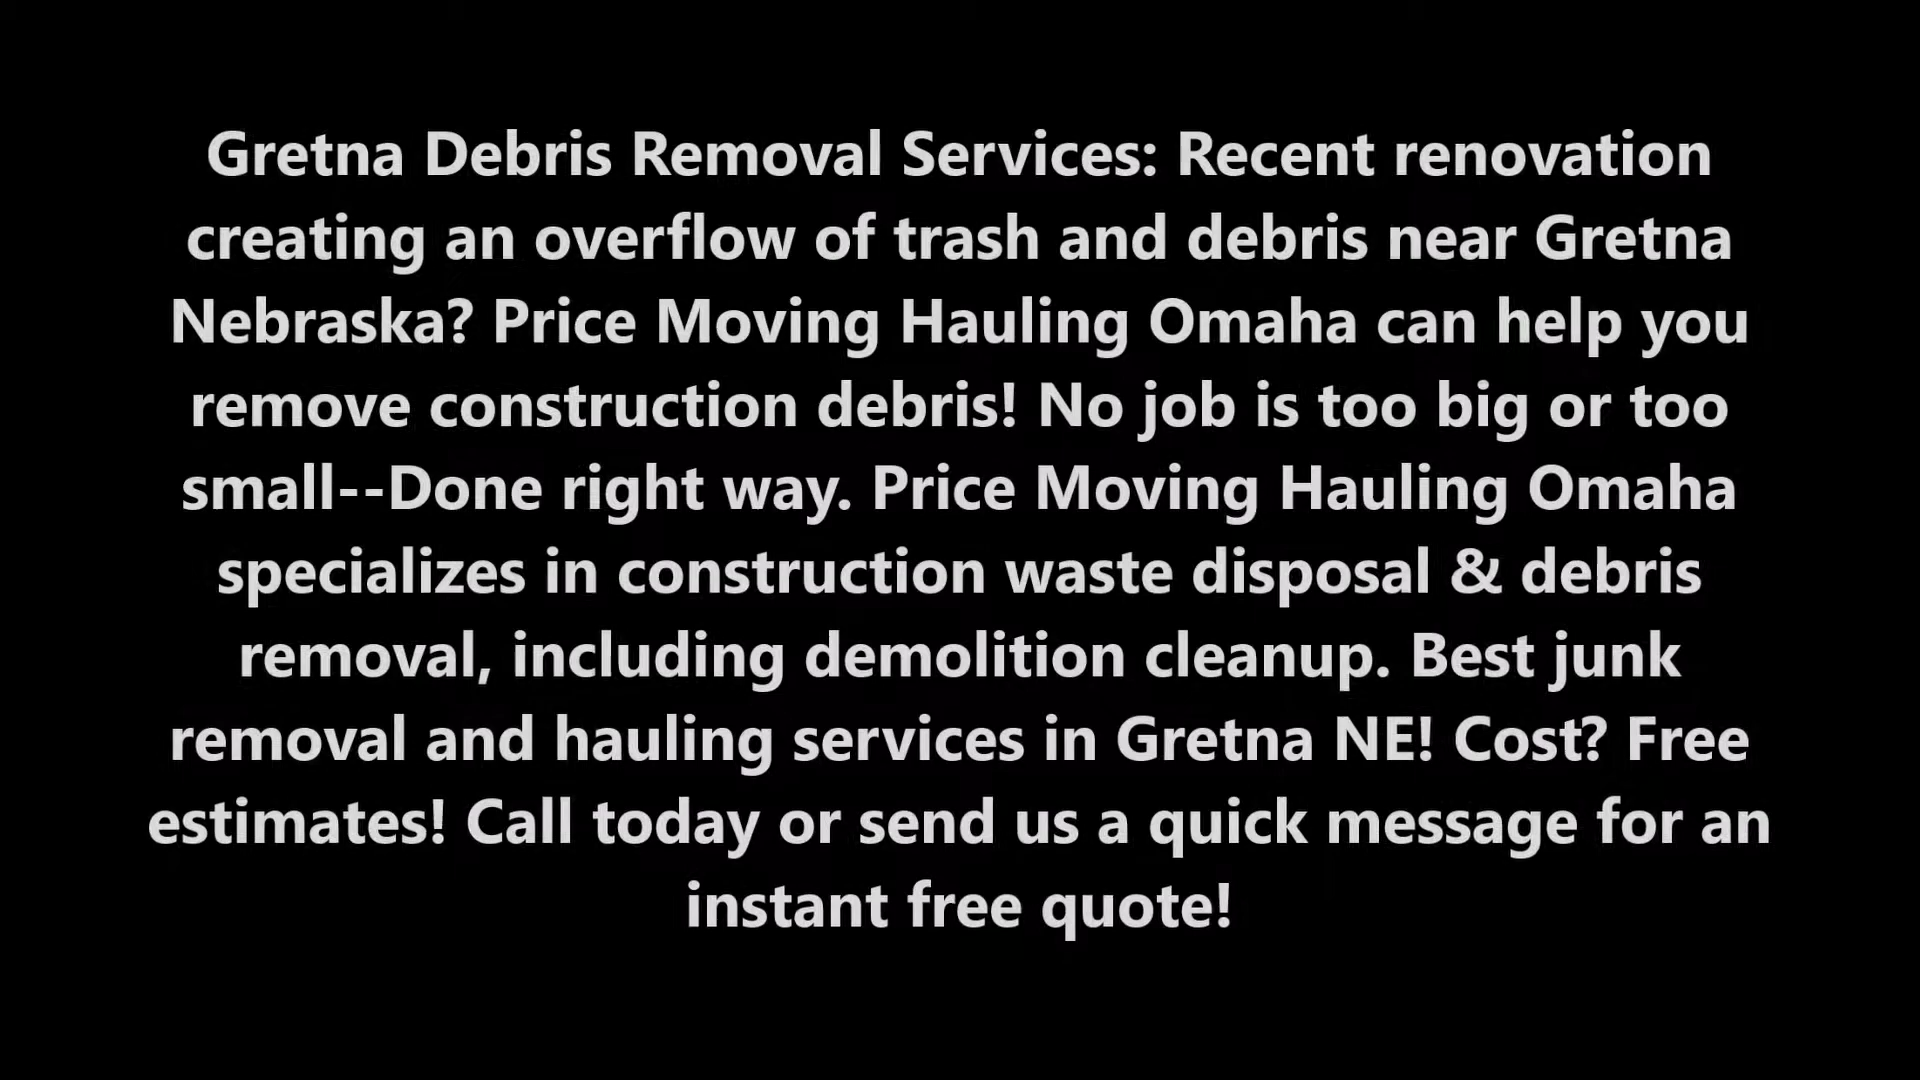 Gretna Debris Removal Services: Recent renovation
creating an overflow of trash and debris near Gretna
Nebraska? Price Moving Hauling Omaha can help you
remove construction debris! No job is too big or too
small--Done right way. Price Moving Hauling Omaha
specializes in construction waste disposal & debris
removal, including demolition cleanup. Best junk
removal and hauling services in Gretna NE! Cost? Free
estimates! Call today or send us a quick message for an
instant free quote!